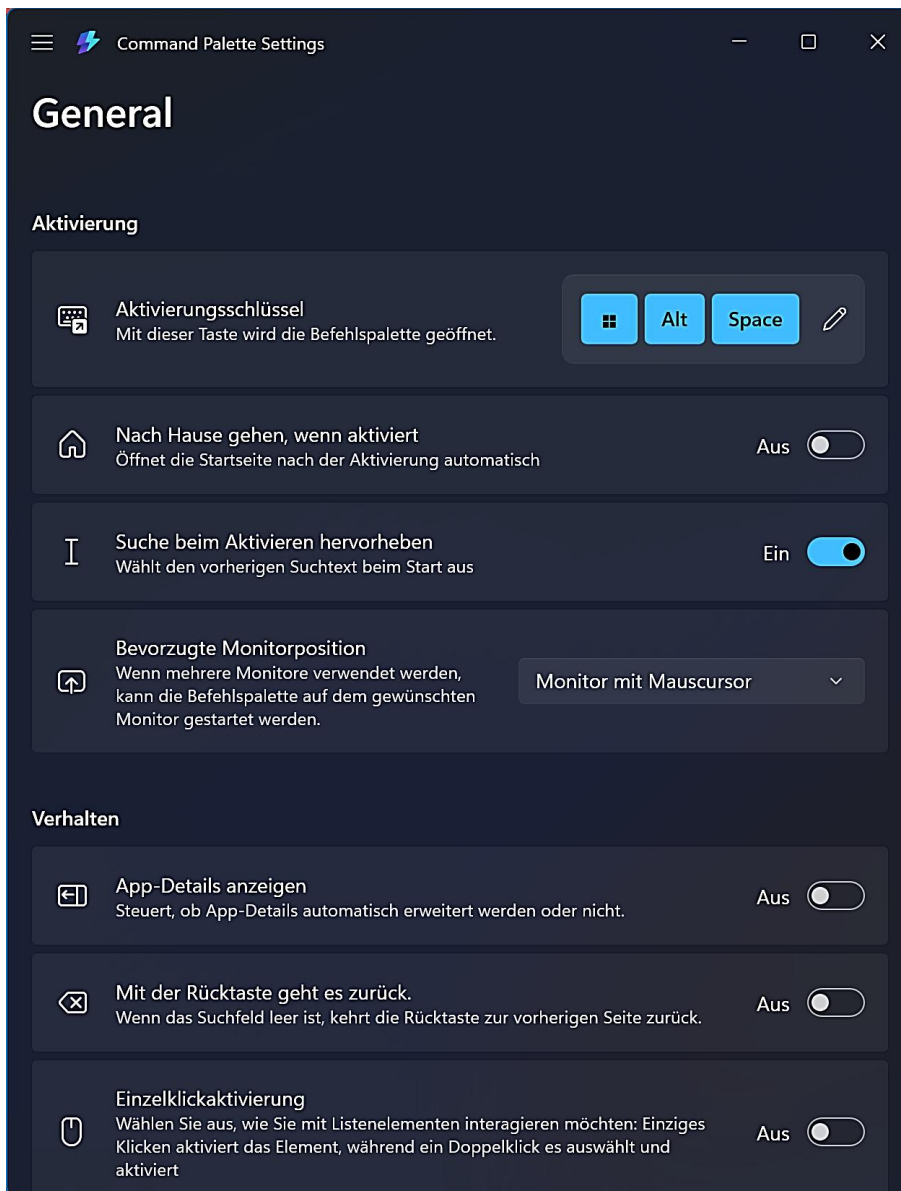 Command Palette Settings
General
Aktivierung
Aktivierungsschlüssel
Mit dieser Taste wird die Befehlspalette geöffnet.
Alt
Space
Nach Hause gehen, wenn aktiviert
Öffnet die Startseite nach der Aktivierung automatisch
Aus
Suche beim Aktivieren hervorheben
Wählt den vorherigen Suchtext beim Start aus
Ein
Bevorzugte Monitorposition
Wenn mehrere Monitore verwendet werden,
kann die Befehlspalette auf dem gewünschten
Monitor gestartet werden.
Monitor mit Mauscursor
Verhalten
App-Details anzeigen
Steuert, ob App-Details automatisch erweitert werden oder nicht.
Aus
Mit der Rücktaste geht es zurück.
Wenn das Suchfeld leer ist, kehrt die Rücktaste zur vorherigen Seite zurück.
Aus
Einzelklickaktivierung
Wählen Sie aus, wie Sie mit Listenelementen interagieren möchten: Einziges
Klicken aktiviert das Element, während ein Doppelklick es auswählt und
aktiviert
Aus